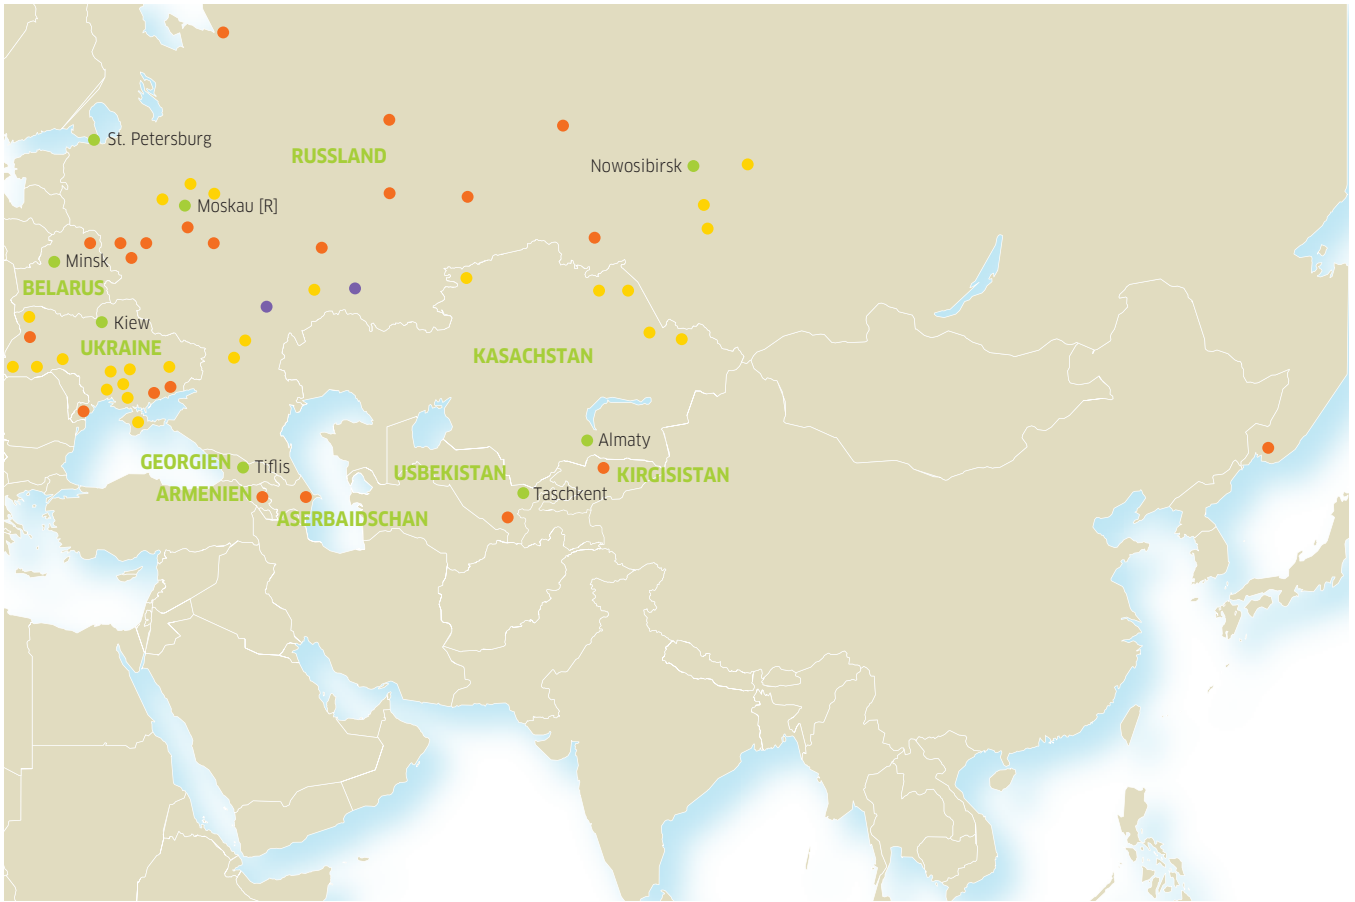 St. Petersburg
RUSSLAND
Nowosibirsk
Moskau [R]
Minsk
BELARUS
Kiew
UKRAINE
KASACHSTAN
Almaty
GEORGIEN
Tiflis
USBEKISTAN
KIRGISISTAN
ARMENIEN
Taschkent
ASERBAIDSCHAN